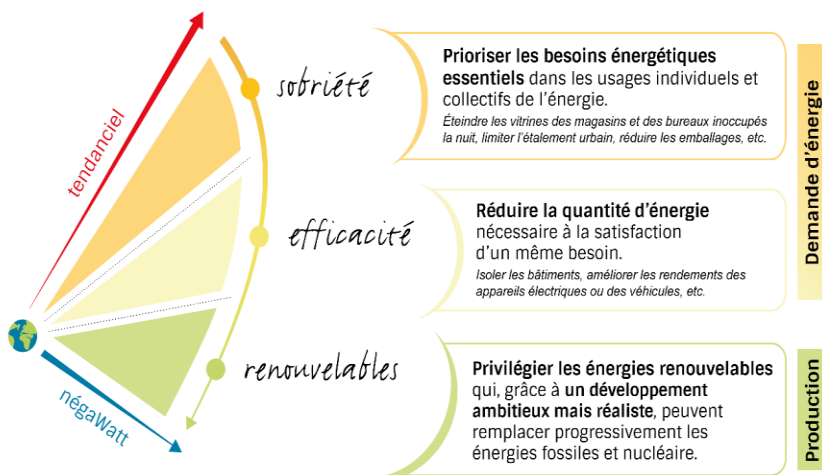 tendanciel
négaWatt
sobriété
Prioriser les besoins énergétiques
essentiels dans les usages individuels et
collectifs de l'énergie.
Éteindre les vitrines des magasins et des bureaux inoccupés
la nuit, limiter l'étalement urbain, réduire les emballages, etc.
efficacité
Réduire la quantité d'énergie
nécessaire à la satisfaction
d'un même besoin.
Isoler les bâtiments, améliorer les rendements des
appareils électriques ou des véhicules, etc.
Demande d'énergie
renouvelables
Privilégier les énergies renouvelables
qui, grâce à un développement
ambitieux mais réaliste, peuvent
remplacer progressivement les
énergies fossiles et nucléaire.
Production